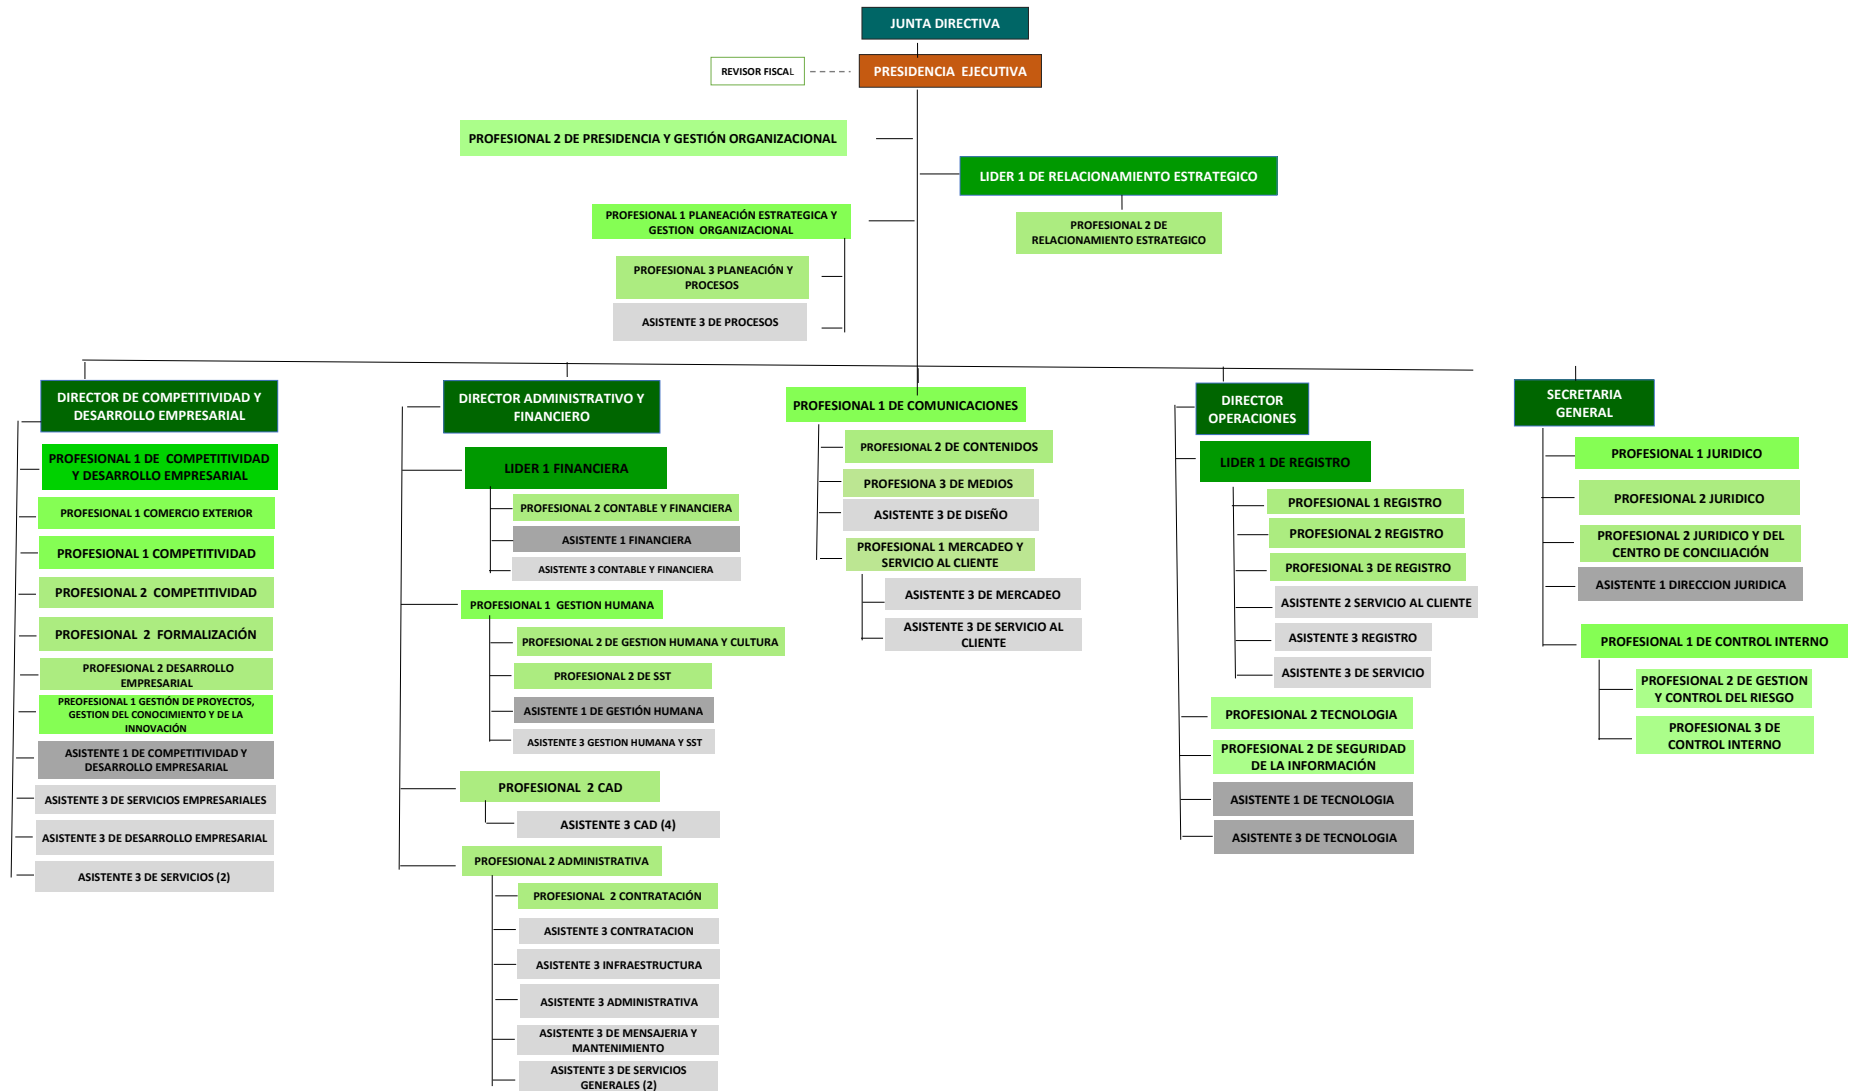 JUNTA DIRECTIVA
REVISOR FISCAL
PRESIDENCIA EJECUTIVA
PROFESIONAL 2 DE PRESIDENCIA Y GESTIÓN ORGANIZACIONAL
LIDER 1 DE RELACIONAMIENTO ESTRATEGICO
PROFESIONAL 1 PLANEACIÓN ESTRATEGICA Y
GESTION ORGANIZACIONAL
PROFESIONAL 2 DE
RELACIONAMIENTO ESTRATEGICO
PROFESIONAL 3 PLANEACIÓN Y
PROCESOS
ASISTENTE 3 DE PROCESOS
DIRECTOR DE COMPETITIVIDAD Y
DESARROLLO EMPRESARIAL
PROFESIONAL 1 DE COMPETITIVIDAD
Y DESARROLLO EMPRESARIAL
PROFESIONAL 1 COMERCIO EXTERIOR
PROFESIONAL 1 COMPETITIVIDAD
PROFESIONAL 2 COMPETITIVIDAD
PROFESIONAL 2 FORMALIZACIÓN
PROFESIONAL 2 DESARROLLO
EMPRESARIAL
PREOFESIONAL 1 GESTIÓN DE PROYECTOS,
GESTION DEL CONOCIMIENTO Y DE LA
INNOVACIÓN
ASISTENTE 1 DE COMPETITIVIDAD Y
DESARROLLO EMPRESARIAL
ASISTENTE 3 DE SERVICIOS EMPRESARIALES
ASISTENTE 3 DE DESARROLLO EMPRESARIAL
ASISTENTE 3 DE SERVICIOS (2)
DIRECTOR ADMINISTRATIVO Y
FINANCIERO
LIDER 1 FINANCIERA
PROFESIONAL 2 CONTABLE Y FINANCIERA
ASISTENTE 1 FINANCIERA
ASISTENTE 3 CONTABLE Y FINANCIERA
PROFESIONAL 1 GESTION HUMANA
PROFESIONAL 2 DE GESTION HUMANA Y CULTURA
PROFESIONAL 2 DE SST
ASISTENTE 1 DE GESTIÓN HUMANA
ASISTENTE 3 GESTION HUMANA Y SST
PROFESIONAL 2 CAD
ASISTENTE 3 CAD (4)
PROFESIONAL 2 ADMINISTRATIVA
PROFESIONAL 2 CONTRATACIÓN
ASISTENTE 3 CONTRATACION
ASISTENTE 3 INFRAESTRUCTURA
ASISTENTE 3 ADMINISTRATIVA
ASISTENTE 3 DE MENSAJERIA Y
MANTENIMIENTO
ASISTENTE 3 DE SERVICIOS
GENERALES (2)
PROFESIONAL 1 DE COMUNICACIONES
PROFESIONAL 2 DE CONTENIDOS
PROFESIONA 3 DE MEDIOS
ASISTENTE 3 DE DISEÑO
PROFESIONAL 1 MERCADEO Y
SERVICIO AL CLIENTE
ASISTENTE 3 DE MERCADEO
ASISTENTE 3 DE SERVICIO AL
CLIENTE
DIRECTOR
OPERACIONES
LIDER 1 DE REGISTRO
PROFESIONAL 1 REGISTRO
PROFESIONAL 2 REGISTRO
PROFESIONAL 3 DE REGISTRO
ASISTENTE 2 SERVICIO AL CLIENTE
ASISTENTE 3 REGISTRO
ASISTENTE 3 DE SERVICIO
PROFESIONAL 2 TECNOLOGIA
PROFESIONAL 2 DE SEGURIDAD
DE LA INFORMACIÓN
ASISTENTE 1 DE TECNOLOGIA
ASISTENTE 3 DE TECNOLOGIA
SECRETARIA
GENERAL
PROFESIONAL 1 JURIDICO
PROFESIONAL 2 JURIDICO
PROFESIONAL 2 JURIDICO Y DEL
CENTRO DE CONCILIACIÓN
ASISTENTE 1 DIRECCION JURIDICA
PROFESIONAL 1 DE CONTROL INTERNO
PROFESIONAL 2 DE GESTION
Y CONTROL DEL RIESGO
PROFESIONAL 3 DE
CONTROL INTERNO